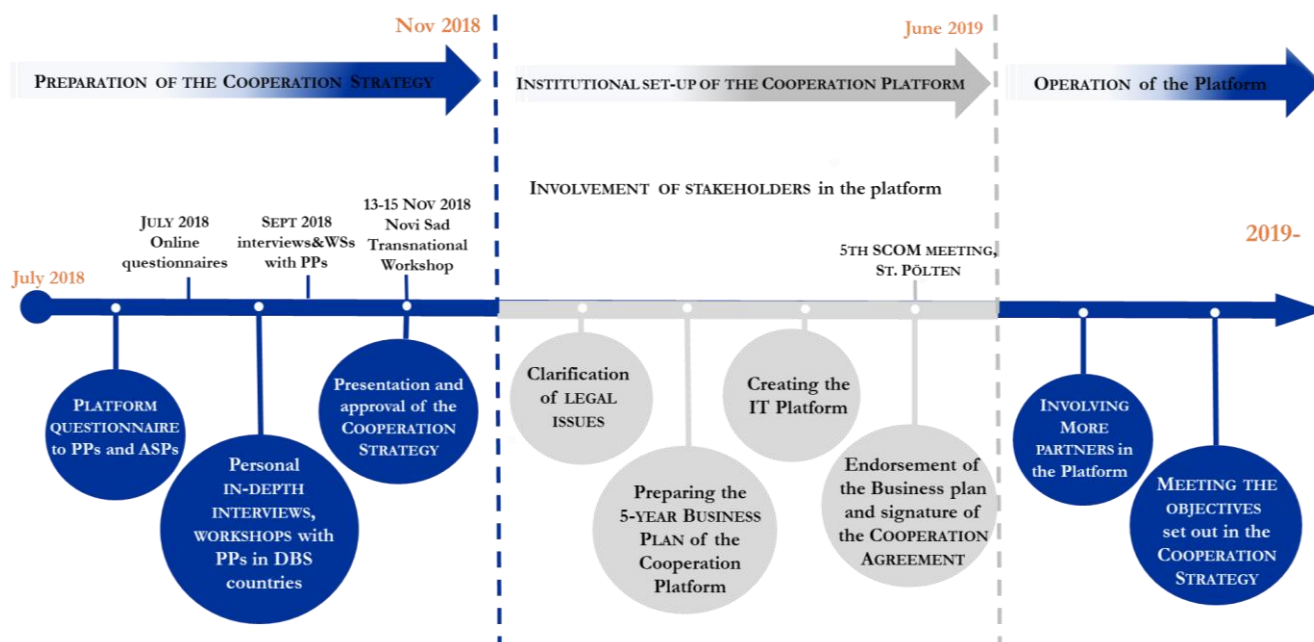 Nov 2018
June 2019
PREPARATION OF THE COOPERATION STRATEGY
INSTITUTIONAL SET-UP OF THE COOPERATION PLATFORM
OPERATION of the Platform
INVOLVEMENT OF STAKEHOLDERS in the platform
July 2018
JULY 2018
Online
questionnaires
SEPT 2018
interviews&WSs
with PPs
13-15 NOV 2018
Novi Sad
Transnational
Workshop
5TH SCOM MEETING,
ST. PÖLTEN
2019-
PLATFORM
QUESTIONNAIRE
to PPs and ASPs
Personal
IN-DEPTH
INTERVIEWS,
WORKSHOPS with
PPs in DBS
countries
Presentation and
approval of the
COOPERATION
STRATEGY
Clarification
of LEGAL
ISSUES
Preparing the
5-YEAR BUSINESS
PLAN of the
Cooperation
Platform
Creating the
IT Platform
Endorsement of
the Business plan
and signature of
the COOPERATION
AGREEMENT
INVOLVING
MORE
PARTNERS in
the Platform
MEETING THE
OBJECTIVES
set out in the
COOPERATION
STRATEGY